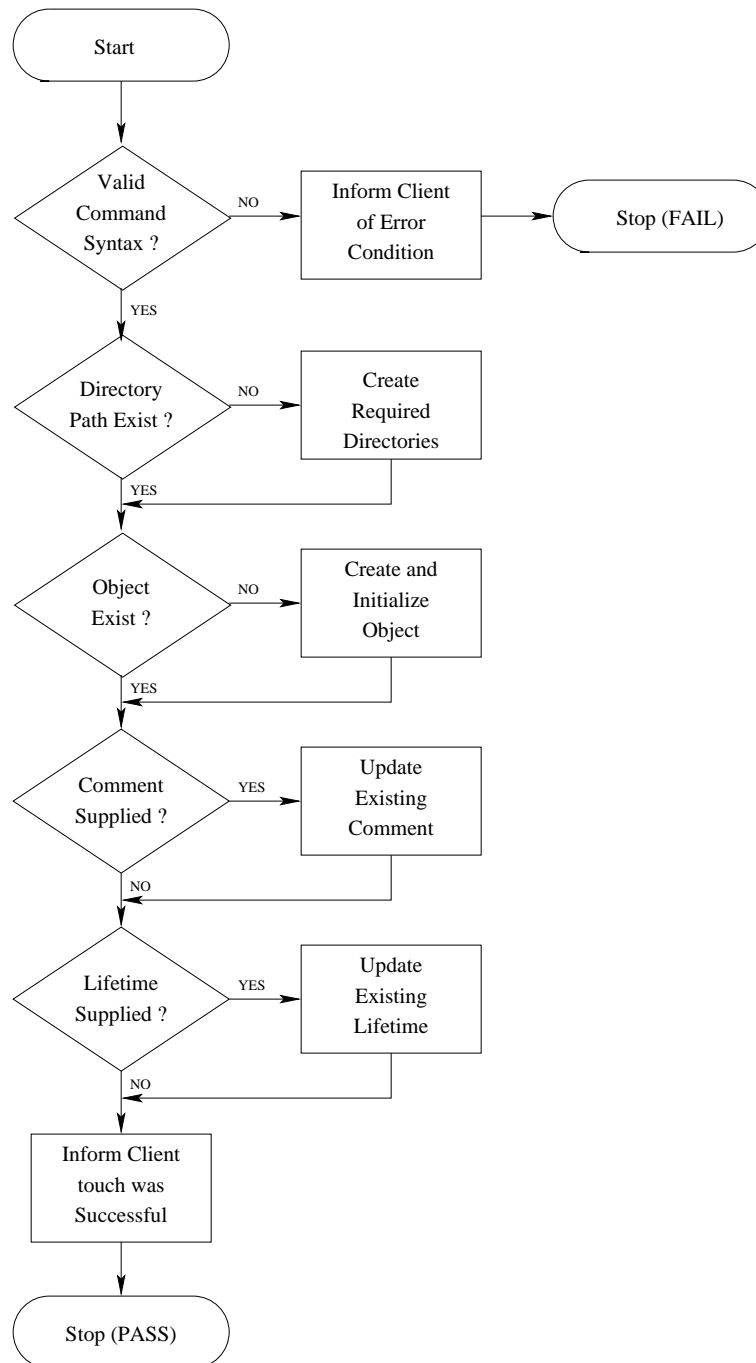 Start
Valid
Command
Syntax ?
NO
Inform Client
of Error
Condition
Stop (FAIL)
YES
Directory
Path Exist ?
NO
Create
Required
Directories
YES
Object
Exist ?
NO
Create and
Initialize
Object
YES
Comment
Supplied ?
YES
Update
Existing
Comment
NO
Lifetime
Supplied ?
YES
Update
Existing
Lifetime
NO
Inform Client
touch was
Successful
Stop (PASS)